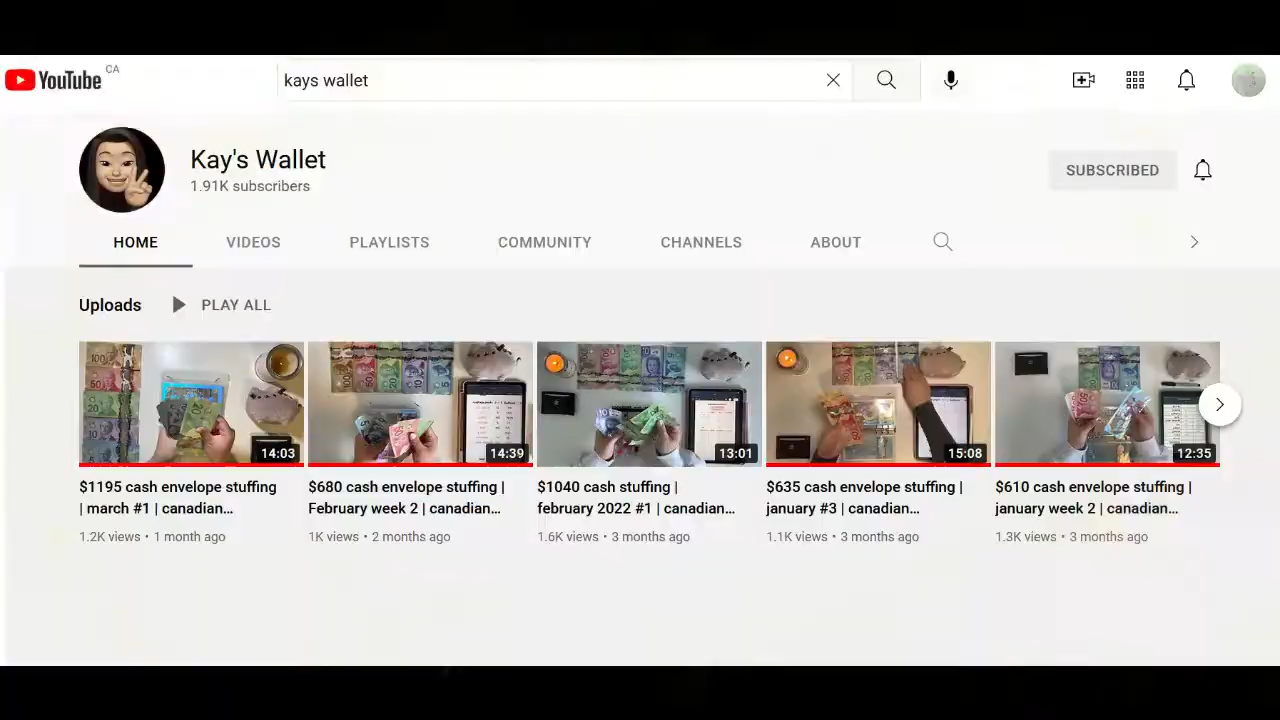 YouTube CA
kays wallet
Kay's Wallet
1.91K subscribers
SUBSCRIBED
HOME VIDEOS PLAYLISTS COMMUNITY CHANNELS ABOUT
Uploads PLAY ALL
14:03 14:39 13:01 15:08 12:35
$1195 cash envelope stuffing
| march #1 | canadian...
1.2K views • 1 month ago
$680 cash envelope stuffing |
February week 2 | canadian...
1K views • 2 months ago
$1040 cash stuffing |
february 2022 #1 | canadian...
1.6K views • 3 months ago
$635 cash envelope stuffing |
january #3 | canadian...
1.1K views • 3 months ago
$610 cash envelope stuffing |
january week 2 | canadian...
1.3K views • 3 months ago